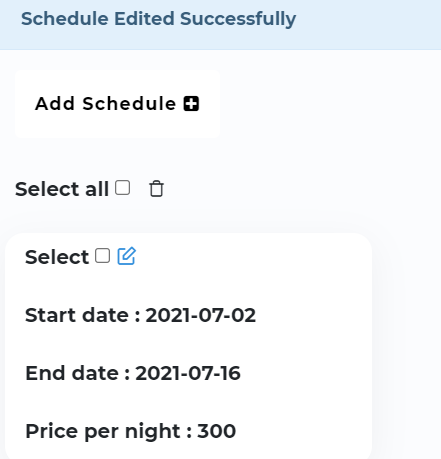 Schedule Edited Successfully
Add Schedule
Select all
Select
Start date : 2021-07-02
End date : 2021-07-16
Price per night : 300